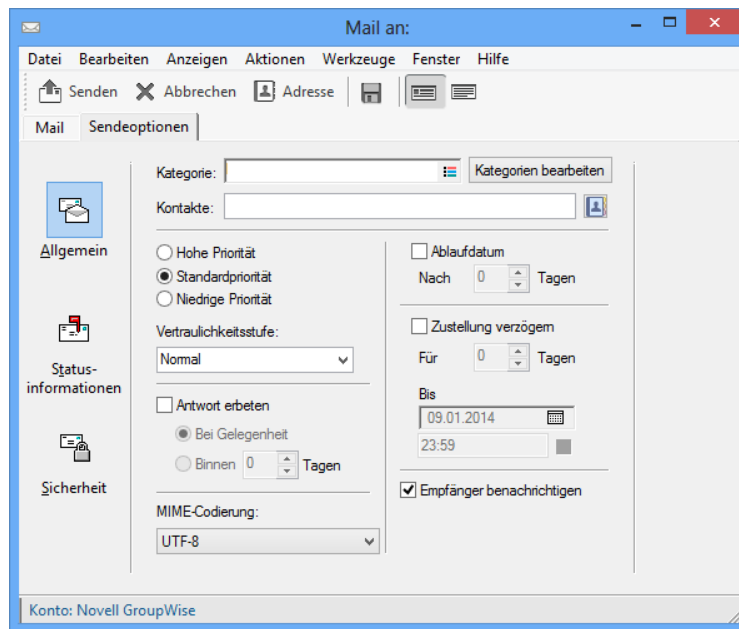 Mail an:
Datei Bearbeiten Anzeigen Aktionen Werkzeuge Fenster Hilfe
Senden Abbrechen Adresse
Mail Sendeoptionen
Kategorie: Kategorien bearbeiten
Kontakte:
Allgemein
Hohe Priorität
Standardpriorität
Niedrige Priorität
Vertraulichkeitsstufe:
Normal
Status-
informationen
Antwort erbeten
Bei Gelegenheit
Binnen 0 Tagen
Sicherheit
MIME-Codierung:
UTF-8
Ablaufdatum
Nach 0 Tagen
Zustellung verzögern
Für 0 Tagen
Bis
09.01.2014
23:59
Empfänger benachrichtigen
Konto: Novell GroupWise